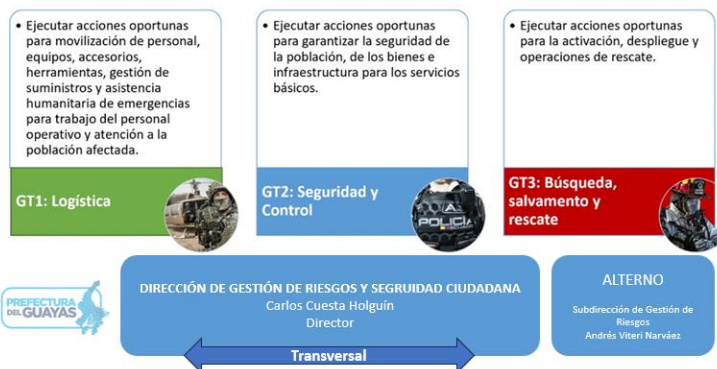 • Ejecutar acciones oportunas
para movilización de personal,
equipos, accesorios,
herramientas, gestión de
suministros y asistencia
humanitaria de emergencias
para trabajo del personal
operativo y atención a la
población afectada.
GT1: Logística
• Ejecutar acciones oportunas
para garantizar la seguridad de
la población, de los bienes e
infraestructura para los servicios
básicos.
GT2: Seguridad y
Control
POLICIA
• Ejecutar acciones oportunas
para la activación, despliegue y
operaciones de rescate.
GT3: Búsqueda,
salvamento y
rescate
PREFECTURA
DEL GUAYAS
DIRECCIÓN DE GESTIÓN DE RIESGOS Y SEGRUIDAD CIUDADANA
Carlos Cuesta Holguín
Director
Transversal
ALTERNO
Subdirección de Gestión de
Riesgos
Andrés Viteri Narváez